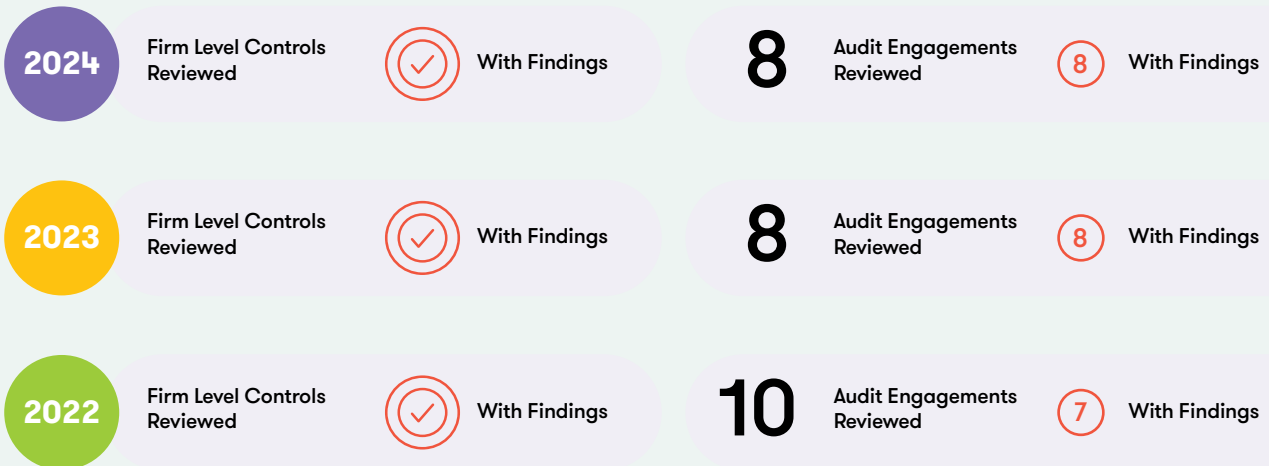 2024
Firm Level Controls
Reviewed
With Findings
8
Audit Engagements
Reviewed
8
With Findings
2023
Firm Level Controls
Reviewed
With Findings
8
Audit Engagements
Reviewed
8
With Findings
2022
Firm Level Controls
Reviewed
With Findings
10
Audit Engagements
Reviewed
7
With Findings